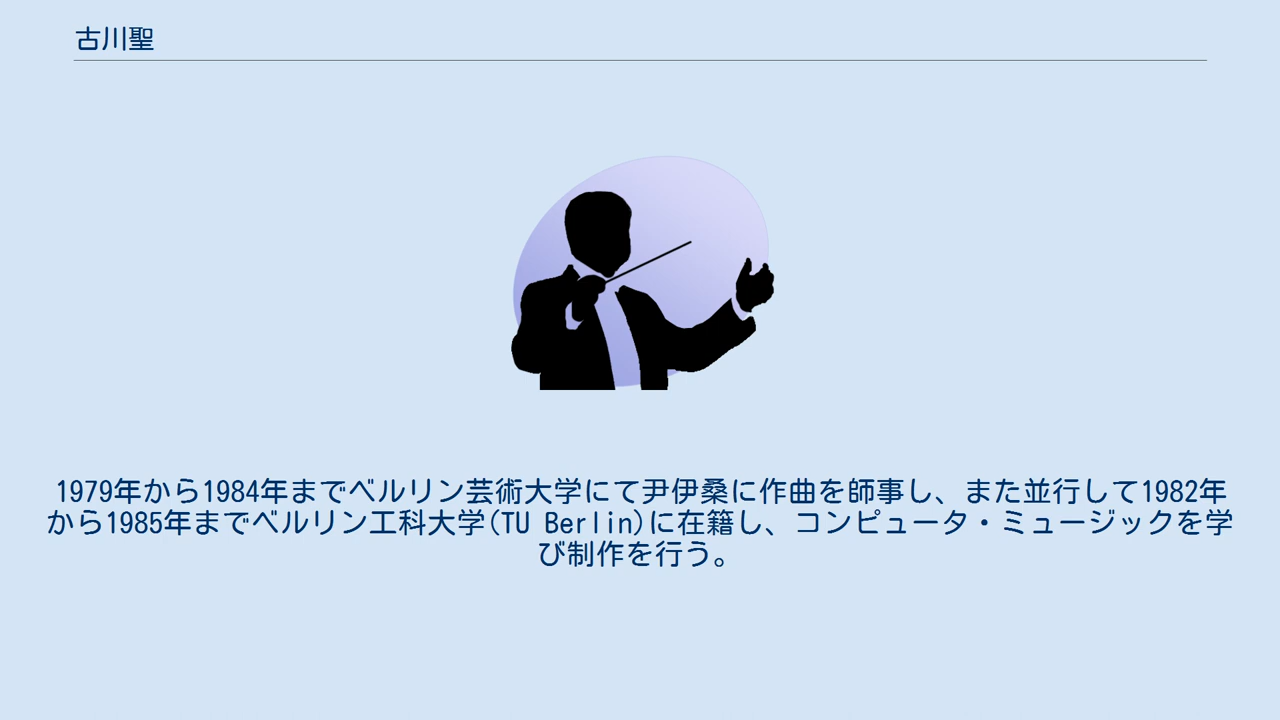 古川聖
1979年から1984年までベルリン芸術大学にて尹伊桑に作曲を師事し、また並行して1982年
から1985年までベルリン工科大学(TU Berlin)に在籍し、コンピュータ・ミュージックを学
び制作を行う。